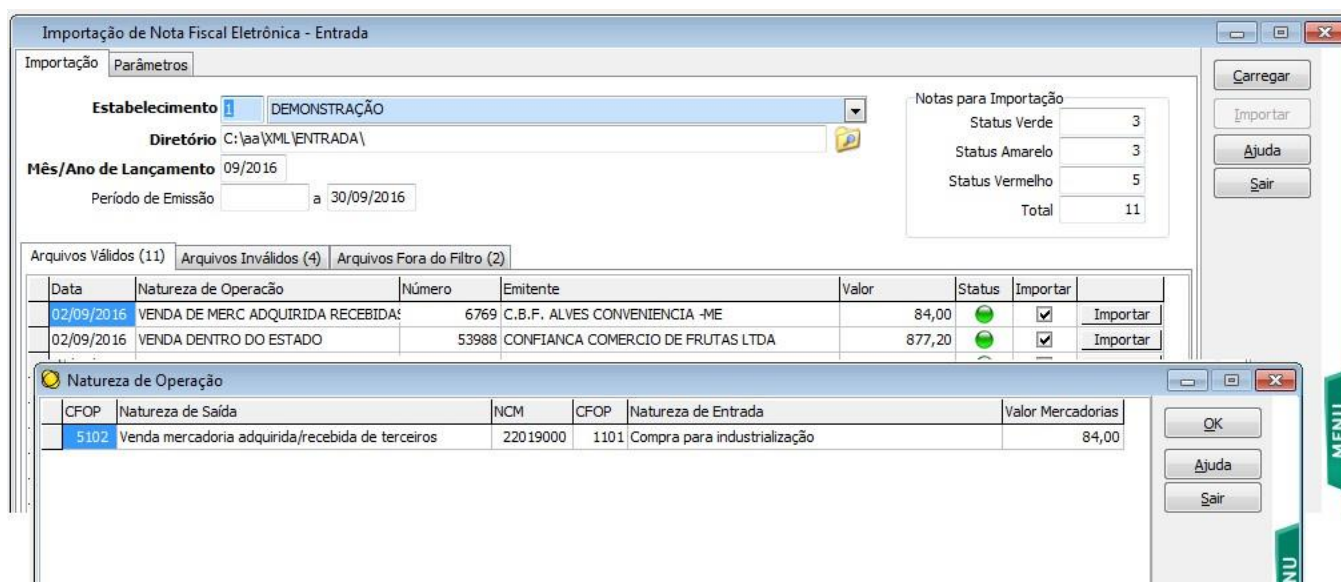 Importação de Nota Fiscal Eletrônica - Entrada
Importação Parâmetros
Carregar
Estabelecimento 1 DEMONSTRAÇÃO
Notas para Importação
Status Verde 3
Importar
Diretório C:\aa\XML\ENTRADA\
Status Amarelo 3
Ajuda
Mês/Ano de Lançamento 09/2016
Status Vermelho 5
Sair
Período de Emissão a 30/09/2016
Total 11
Arquivos Válidos (11) Arquivos Inválidos (4) Arquivos Fora do Filtro (2)
Data Natureza de Operacão Número Emitente Valor Status Importar
02/09/2016 VENDA DE MERC ADQUIRIDA RECEBIDAS 6769 C.B.F. ALVES CONVENIENCIA -ME 84,00 Importar
02/09/2016 VENDA DENTRO DO ESTADO 53988 CONFIANCA COMERCIO DE FRUTAS LTDA 877,20 Importar
Natureza de Operação
CFOP Natureza de Saída NCM CFOP Natureza de Entrada Valor Mercadorias
5102 Venda mercadoria adquirida/recebida de terceiros 22019000 1101 Compra para industrialização 84,00
OK
Ajuda
Sair
MENU